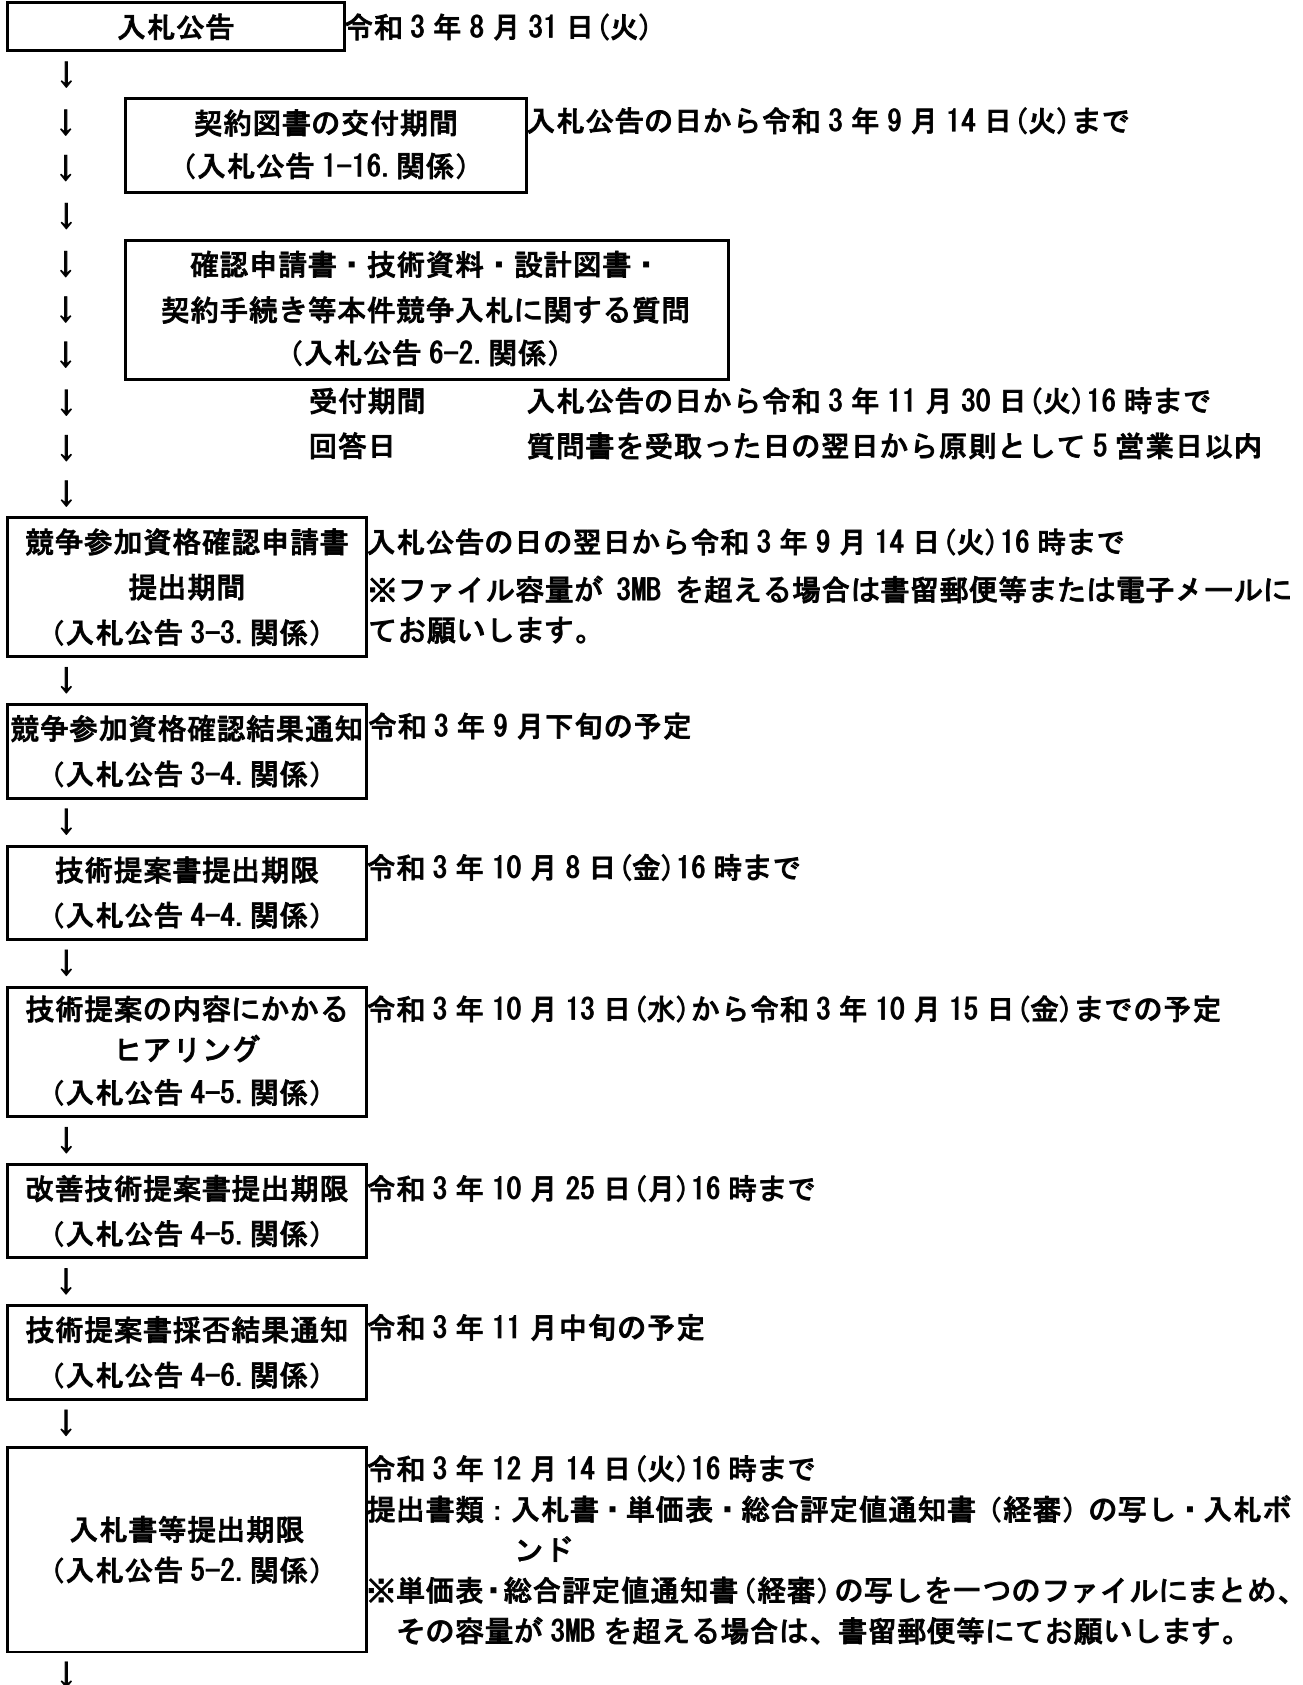 入札公告 令和3年8月31日(火)
↓
↓ 契約図書の交付期間 入札公告の日から令和3年9月14日(火)まで
↓ (入札公告1-16.関係)
↓
↓ 確認申請書・技術資料・設計図書・
↓ 契約手続き等本件競争入札に関する質問
↓ (入札公告6-2.関係)
↓ 受付期間 入札公告の日から令和3年11月30日(火)16時まで
↓ 回答日 質問書を受取った日の翌日から原則として5営業日以内
↓
競争参加資格確認申請書 入札公告の日の翌日から令和3年9月14日(火)16時まで
提出期間 ※ファイル容量が 3MB を超える場合は書留郵便等または電子メールに
(入札公告3-3.関係) てお願いします。
↓
競争参加資格確認結果通知 令和3年9月下旬の予定
(入札公告3-4.関係)
↓
技術提案書提出期限 令和3年10月8日(金)16時まで
(入札公告4-4.関係)
↓
技術提案の内容にかかる 令和3年10月13日(水)から令和3年10月15日(金)までの予定
ヒアリング
(入札公告4-5.関係)
↓
改善技術提案書提出期限 令和3年10月25日(月)16時まで
(入札公告4-5.関係)
↓
技術提案書採否結果通知 令和3年11月中旬の予定
(入札公告4-6.関係)
↓
入札書等提出期限
(入札公告5-2.関係)
令和3年12月14日(火)16時まで
提出書類:入札書・単価表・総合評定値通知書(経審)の写し・入札ボ
ンド
※単価表・総合評定値通知書(経審)の写しを一つのファイルにまとめ、
その容量が3MBを超える場合は、書留郵便等にてお願いします。
↓